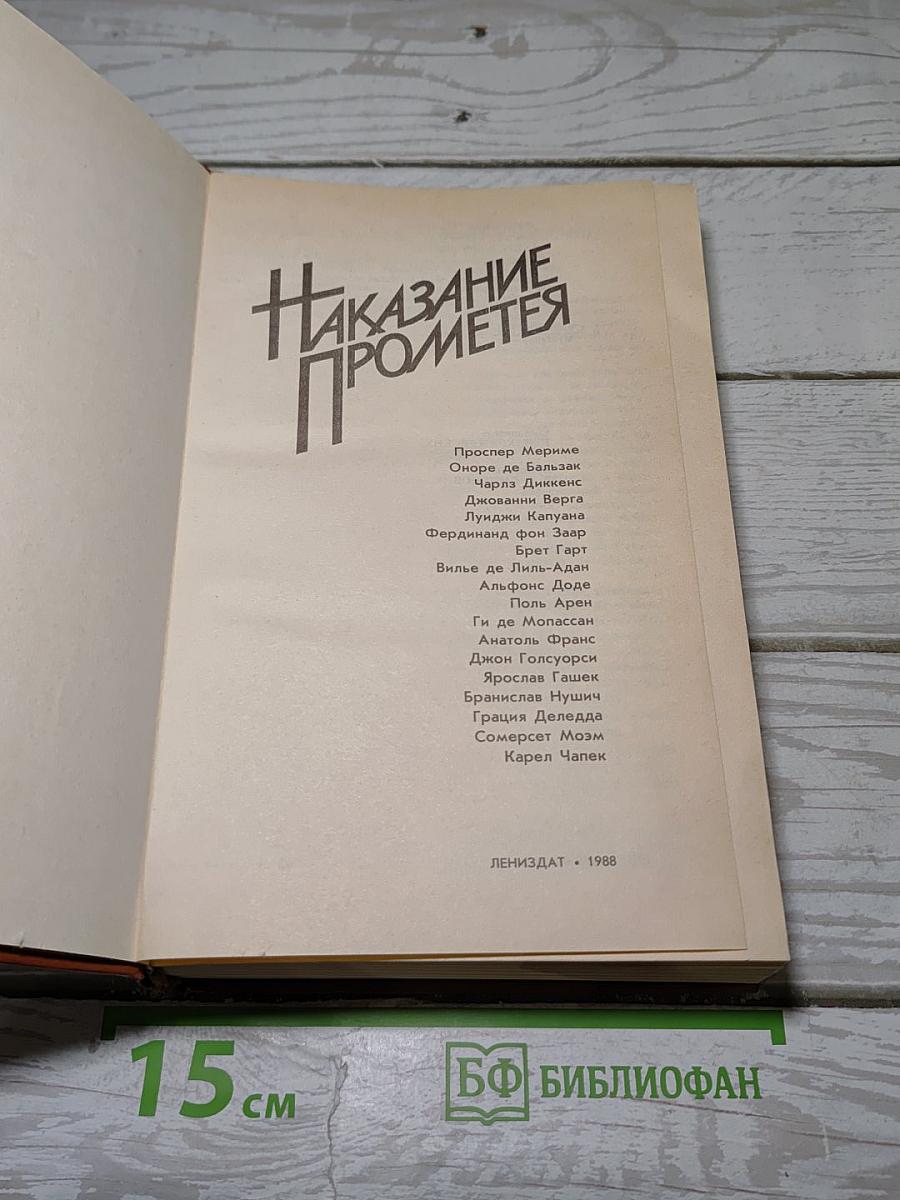 Наказание
Прометея
Проспер Мериме
Оноре де Бальзак
Чарлз Диккенс
Джованни Верга
Луиджи Капуана
Фердинанд фон Заар
Брет Гарт
Вилье де Лиль-Адан
Альфонс Доде
Поль Арен
Ги де Мопассан
Анатоль Франс
Джон Голсуорси
Ярослав Гашек
Бранислав Нушич
Грация Деледда
Сомерсет Моэм
Карел Чапек
ЛЕНИЗДАТ • 1988
15 см
БФ БИБЛИОФАН